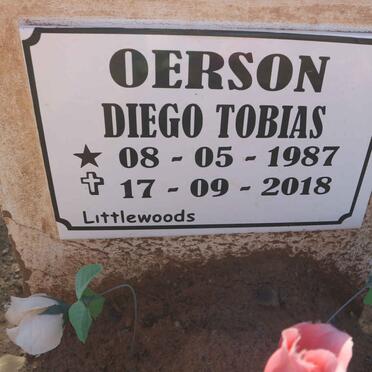 OERSON
DIEGO TOBIAS
★ 08 - 05 - 1987
✞ 17 - 09 - 2018
Littlewoods